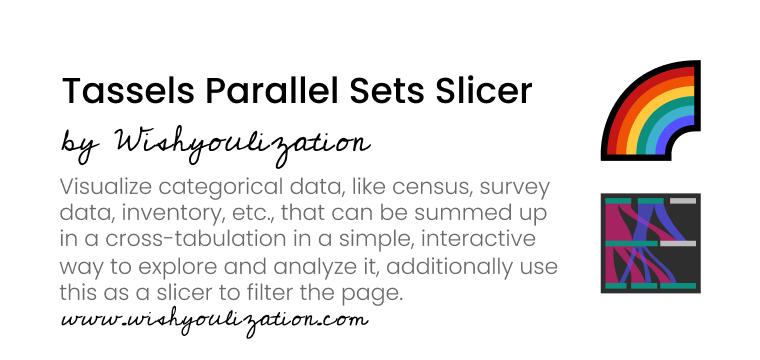 Tassels Parallel Sets Slicer
by Wishyoulization
Visualize categorical data, like census, survey
data, inventory, etc., that can be summed up
in a cross-tabulation in a simple, interactive
way to explore and analyze it, additionally use
this as a slicer to filter the page.
www.wishyoulization.com